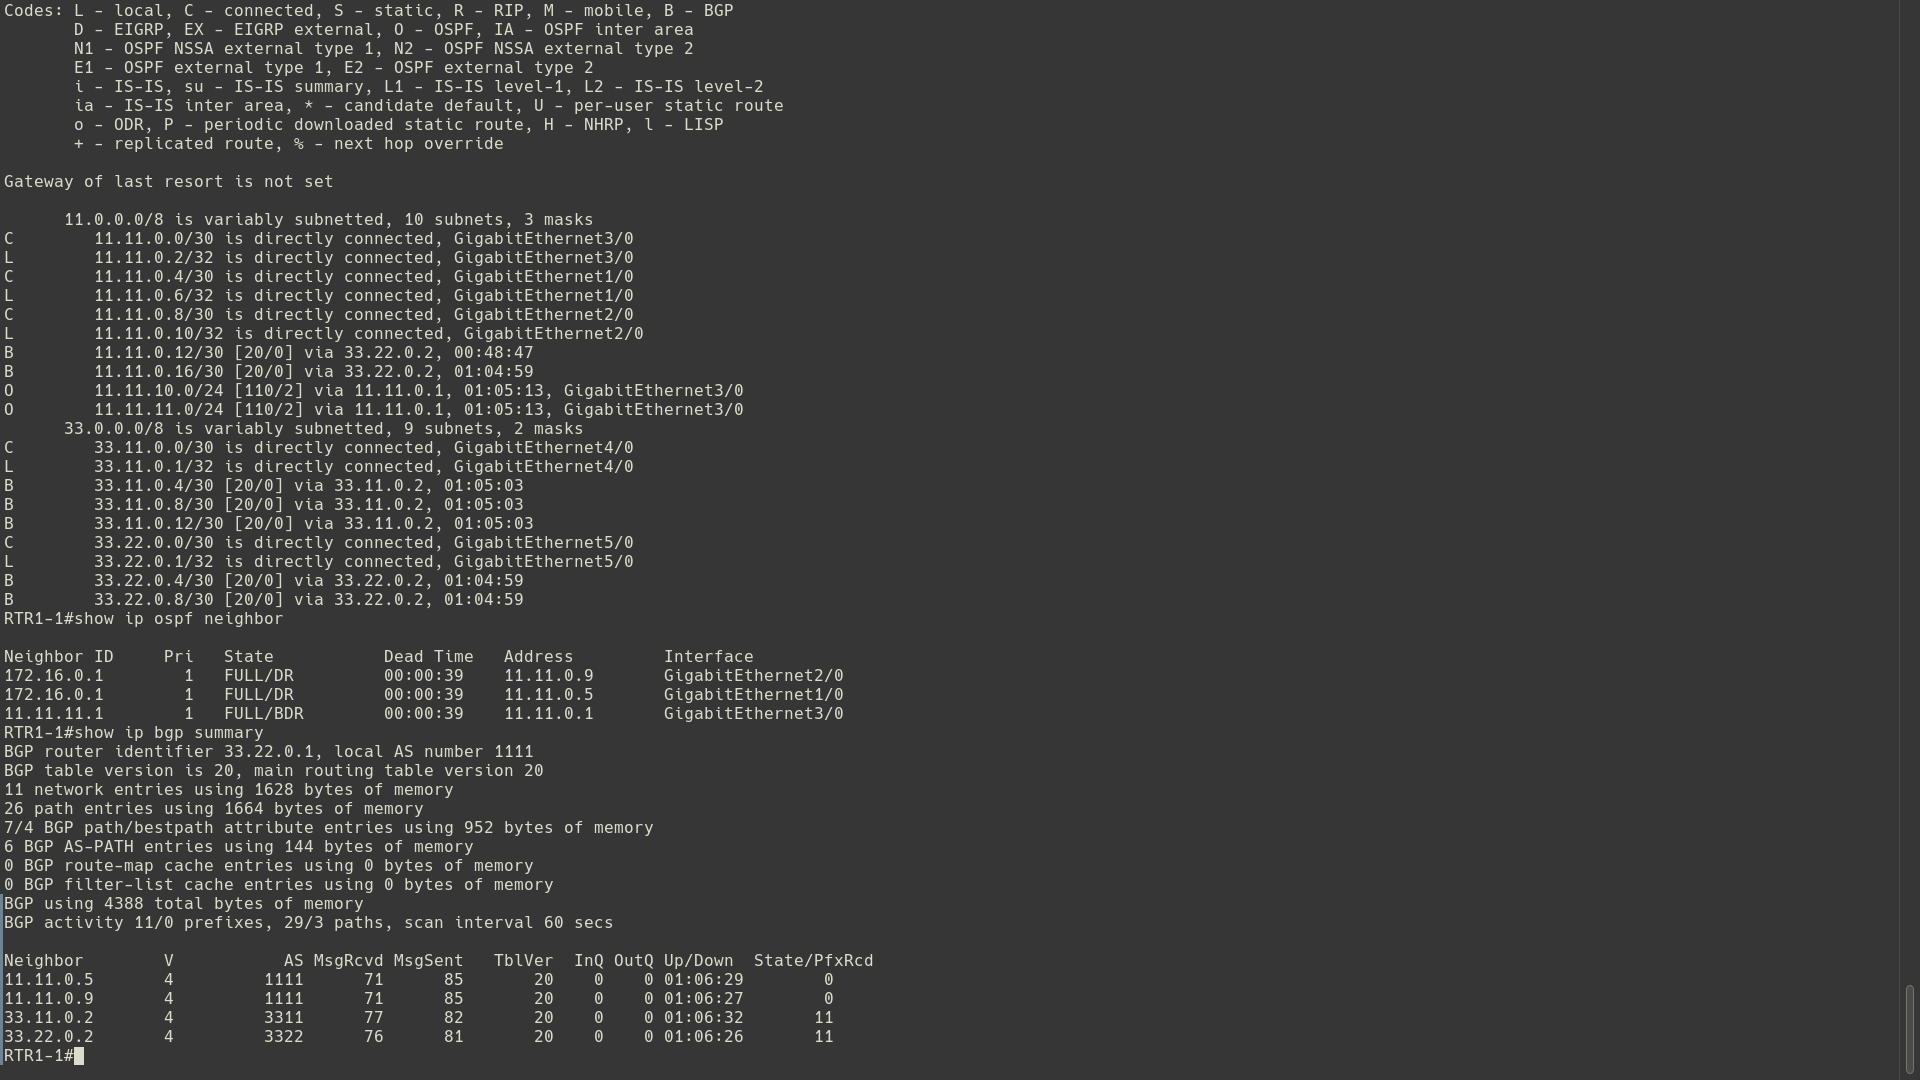 Codes: L - local, C - connected, S - static, R - RIP, M - mobile, B - BGP
       D - EIGRP, EX - EIGRP external, O - OSPF, IA - OSPF inter area
       N1 - OSPF NSSA external type 1, N2 - OSPF NSSA external type 2
       E1 - OSPF external type 1, E2 - OSPF external type 2
       i - IS-IS, su - IS-IS summary, L1 - IS-IS level-1, L2 - IS-IS level-2
       ia - IS-IS inter area, * - candidate default, U - per-user static route
       o - ODR, P - periodic downloaded static route, H - NHRP, l - LISP
       + - replicated route, % - next hop override

Gateway of last resort is not set

      11.0.0.0/8 is variably subnetted, 10 subnets, 3 masks
C        11.11.0.0/30 is directly connected, GigabitEthernet3/0
L        11.11.0.2/32 is directly connected, GigabitEthernet3/0
C        11.11.0.4/30 is directly connected, GigabitEthernet1/0
L        11.11.0.6/32 is directly connected, GigabitEthernet1/0
C        11.11.0.8/30 is directly connected, GigabitEthernet2/0
L        11.11.0.10/32 is directly connected, GigabitEthernet2/0
B        11.11.0.12/30 [20/0] via 33.22.0.2, 00:48:47
B        11.11.0.16/30 [20/0] via 33.22.0.2, 01:04:59
O        11.11.10.0/24 [110/2] via 11.11.0.1, 01:05:13, GigabitEthernet3/0
O        11.11.11.0/24 [110/2] via 11.11.0.1, 01:05:13, GigabitEthernet3/0
      33.0.0.0/8 is variably subnetted, 9 subnets, 2 masks
C        33.11.0.0/30 is directly connected, GigabitEthernet4/0
L        33.11.0.1/32 is directly connected, GigabitEthernet4/0
B        33.11.0.4/30 [20/0] via 33.11.0.2, 01:05:03
B        33.11.0.8/30 [20/0] via 33.11.0.2, 01:05:03
B        33.11.0.12/30 [20/0] via 33.11.0.2, 01:05:03
C        33.22.0.0/30 is directly connected, GigabitEthernet5/0
L        33.22.0.1/32 is directly connected, GigabitEthernet5/0
B        33.22.0.4/30 [20/0] via 33.22.0.2, 01:04:59
B        33.22.0.8/30 [20/0] via 33.22.0.2, 01:04:59
RTR1-1#show ip ospf neighbor

Neighbor ID     Pri   State           Dead Time   Address         Interface
172.16.0.1        1   FULL/DR         00:00:39    11.11.0.9       GigabitEthernet2/0
172.16.0.1        1   FULL/DR         00:00:39    11.11.0.5       GigabitEthernet1/0
11.11.11.1        1   FULL/BDR        00:00:39    11.11.0.1       GigabitEthernet3/0
RTR1-1#show ip bgp summary
BGP router identifier 33.22.0.1, local AS number 1111
BGP table version is 20, main routing table version 20
11 network entries using 1628 bytes of memory
26 path entries using 1664 bytes of memory
7/4 BGP path/bestpath attribute entries using 952 bytes of memory
6 BGP AS-PATH entries using 144 bytes of memory
0 BGP route-map cache entries using 0 bytes of memory
0 BGP filter-list cache entries using 0 bytes of memory
BGP using 4388 total bytes of memory
BGP activity 11/0 prefixes, 29/3 paths, scan interval 60 secs

Neighbor        V           AS MsgRcvd MsgSent   TblVer  InQ OutQ Up/Down  State/PfxRcd
11.11.0.5       4         1111      71      85       20    0    0 01:06:29        0
11.11.0.9       4         1111      71      85       20    0    0 01:06:27        0
33.11.0.2       4         3311      77      82       20    0    0 01:06:32       11
33.22.0.2       4         3322      76      81       20    0    0 01:06:26       11
RTR1-1#